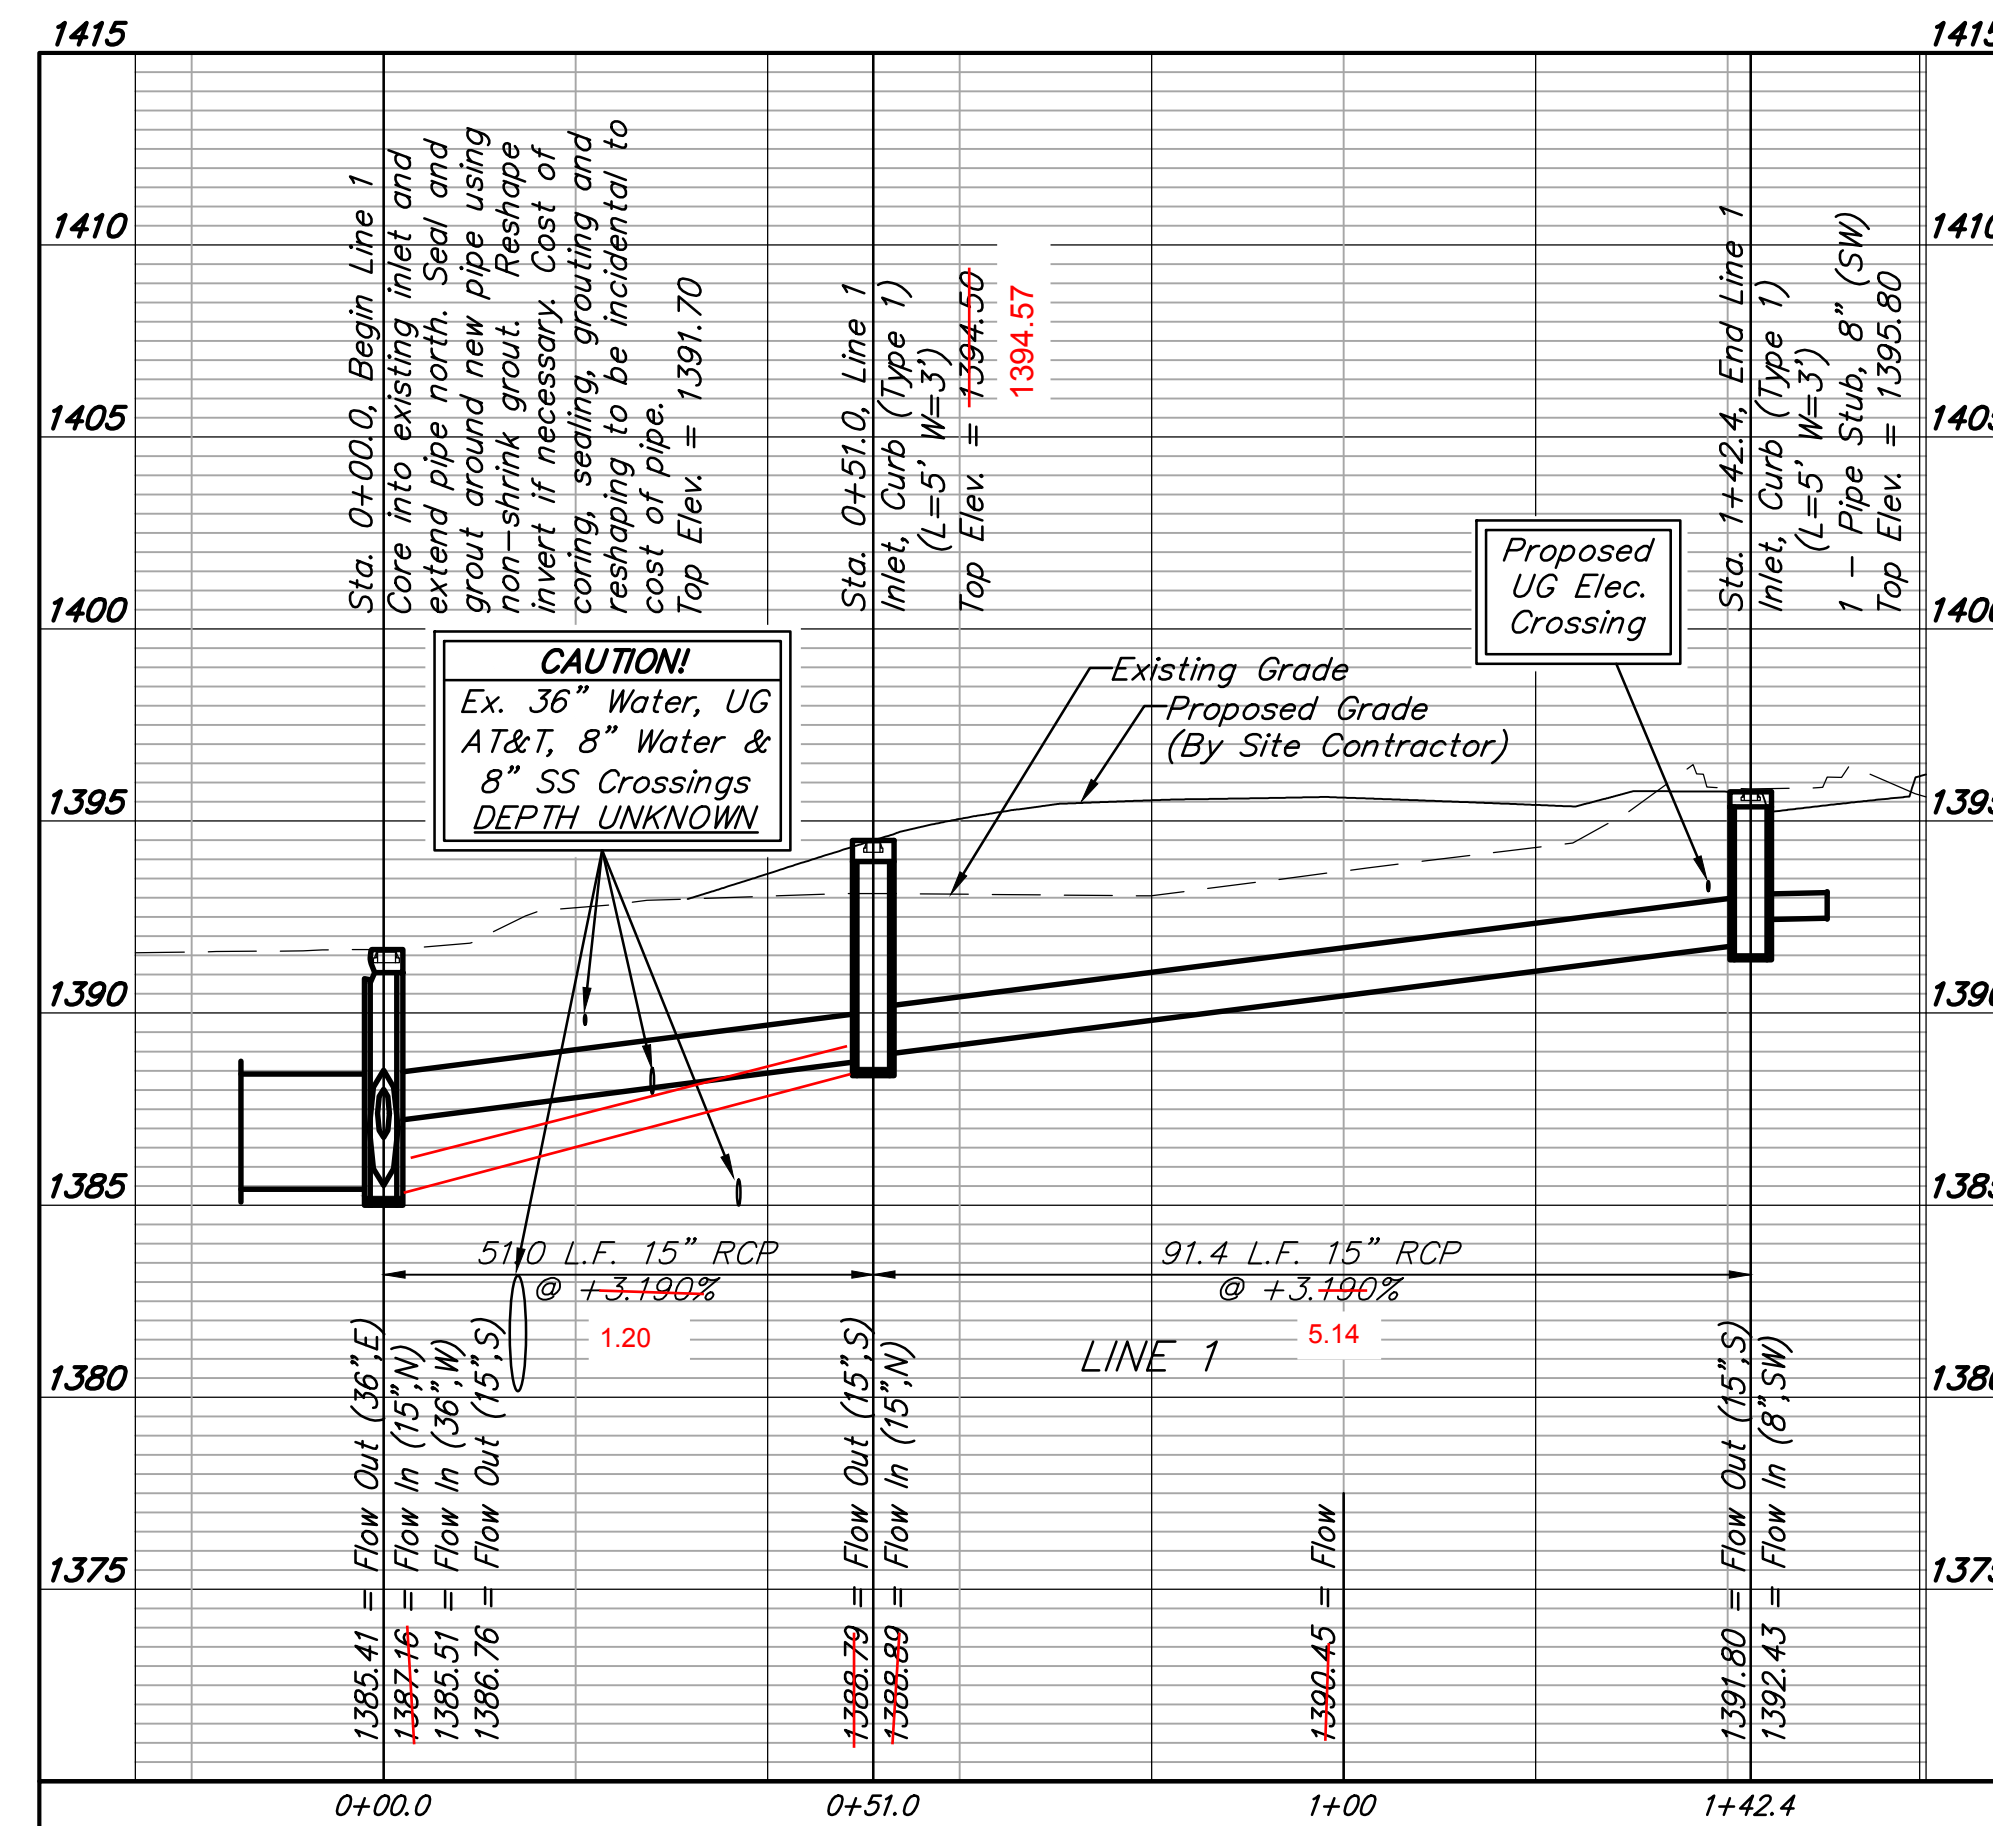 1415
1415
1410
1410
1405
1405
1400
1400
1395
1395
1390
1390
1385
1385
1380
1380
1375
1375
Sta. 0+00.0, Begin Line 1
Core into existing inlet and
extend pipe north. Seal and
grout around new pipe using
non-shrink grout. Reshape
invert if necessary. Cost of
coring, sealing, grouting and
reshaping to be incidental to
cost of pipe.
Top Elev. = 1391.70
Sta. 0+51.0, Line 1
Inlet, Curb (Type 1)
(L=5' W=3')
Top Elev. = 1394.50
1394.57
Sta. 1+42.4, End Line 1
Inlet, Curb (Type 1)
(L=5' W=3')
1 - Pipe Stub, 8" (SW)
Top Elev. = 1395.80
Proposed
UG Elec.
Crossing
CAUTION!
Ex. 36" Water, UG
AT&T, 8" Water &
8" SS Crossings
DEPTH UNKNOWN
Existing Grade
Proposed Grade
(By Site Contractor)
51.0 L.F. 15" RCP
@ +3.190%
1.20
91.4 L.F. 15" RCP
@ +3.190%
5.14
LINE 1
1385.41 = Flow Out (36",E)
1387.16 = Flow In (15",N)
1385.51 = Flow In (36",W)
1386.76 = Flow Out (15",S)
1388.79 = Flow Out (15",S)
1388.89 = Flow In (15",N)
1390.45 = Flow
1391.80 = Flow Out (15",S)
1392.43 = Flow In (8",SW)
0+00.0
0+51.0
1+00
1+42.4